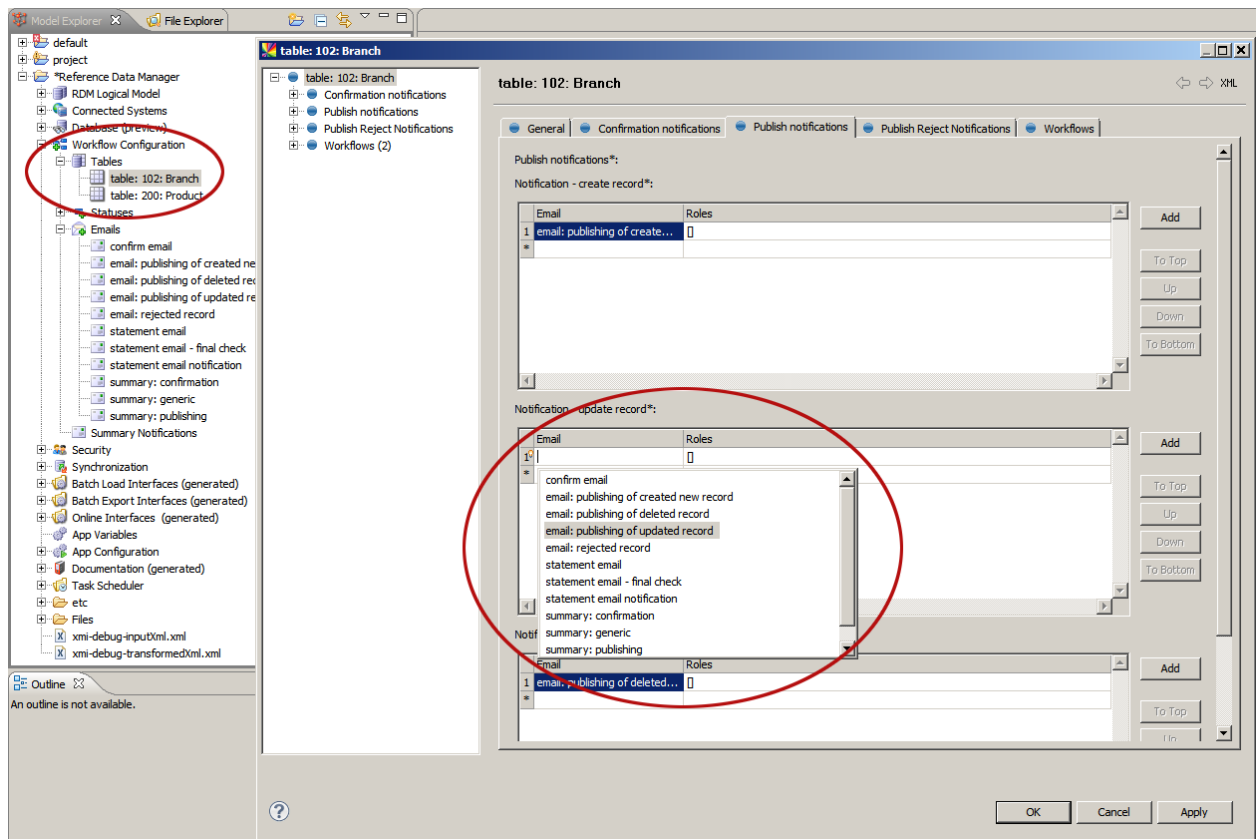 Model Explorer
File Explorer
default
project
*Reference Data Manager
RDM Logical Model
Connected Systems
Database (preview)
Workflow Configuration
Tables
table: 102: Branch
table: 200: Product
Statuses
Emails
confirm email
email: publishing of created ne
email: publishing of deleted rec
email: publishing of updated re
email: rejected record
statement email
statement email - final check
statement email notification
summary: confirmation
summary: generic
summary: publishing
Summary Notifications
Security
Synchronization
Batch Load Interfaces (generated)
Batch Export Interfaces (generated)
Online Interfaces (generated)
App Variables
App Configuration
Documentation (generated)
Task Scheduler
etc
Files
xmi-debug-inputXml.xml
xmi-debug-transformedXml.xml
Outline
An outline is not available.
table: 102: Branch
table: 102: Branch
Confirmation notifications
Publish notifications
Publish Reject Notifications
Workflows (2)
table: 102: Branch
XML
General Confirmation notifications Publish notifications Publish Reject Notifications Workflows
Publish notifications*:
Notification - create record*:
Email Roles
1 email: publishing of create... []
*
Add
To Top
Up
Down
To Bottom
Notification - update record*:
Email Roles
1 []
*
confirm email
email: publishing of created new record
email: publishing of deleted record
email: publishing of updated record
email: rejected record
statement email
statement email - final check
statement email notification
summary: confirmation
summary: generic
summary: publishing
Add
To Top
Up
Down
To Bottom
Notif
Email Roles
1 email: publishing of deleted... []
*
Add
To Top
Up
OK Cancel Apply